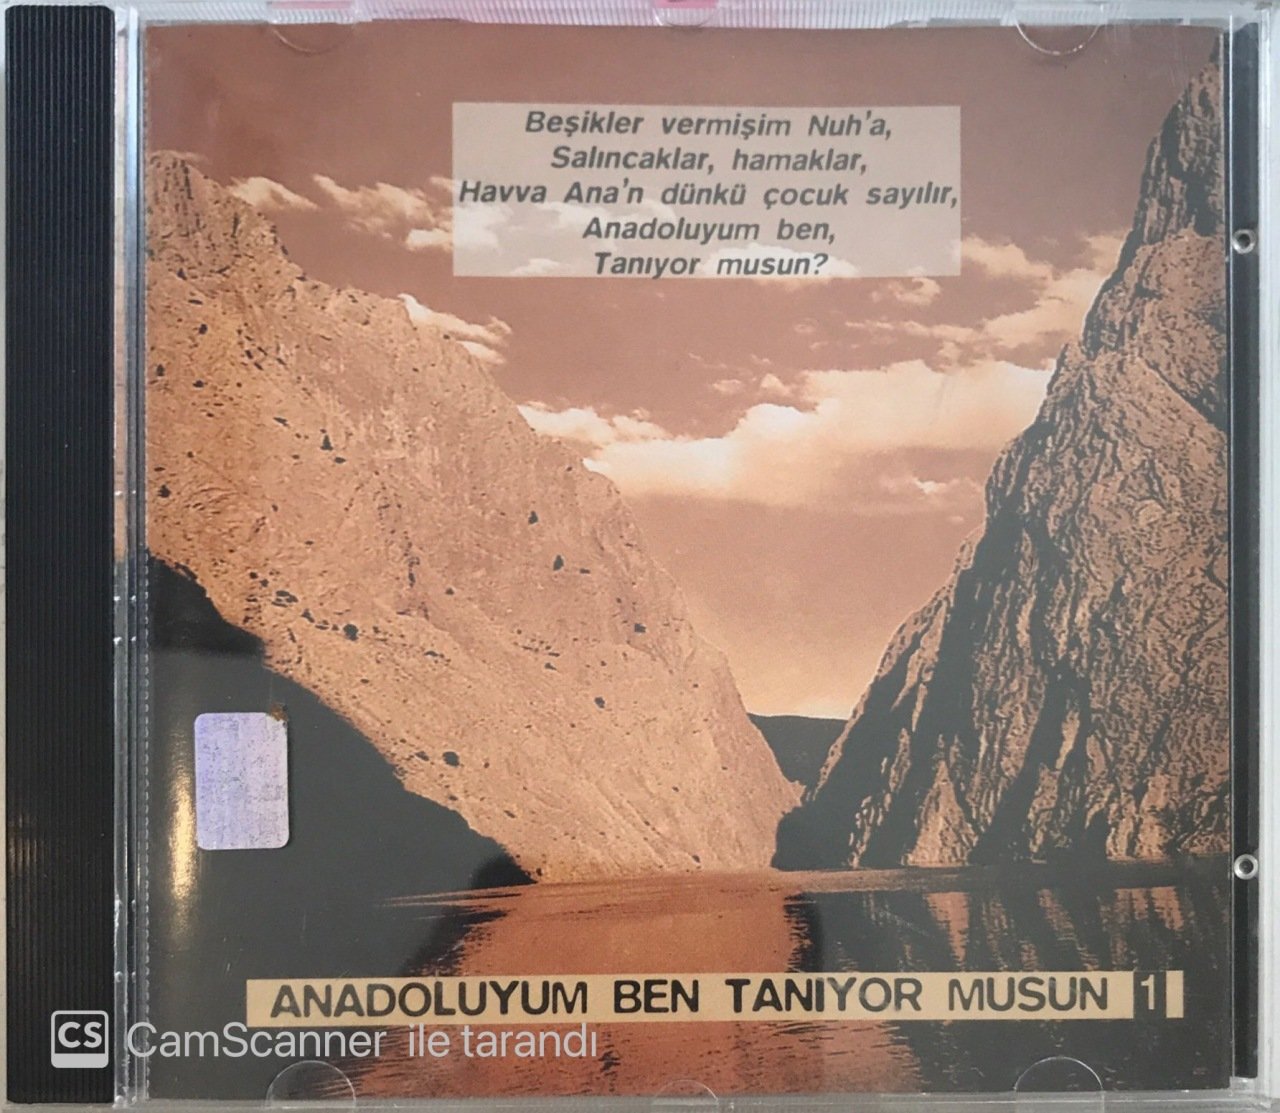 Beşikler vermişim Nuh'a,
Salıncaklar, hamaklar,
Havva Ana'n dünkü çocuk sayılır,
Anadoluyum ben,
Tanıyor musun?
ANADOLUYUM BEN TANIYOR MUSUN 1
CS CamScanner ile tarandı